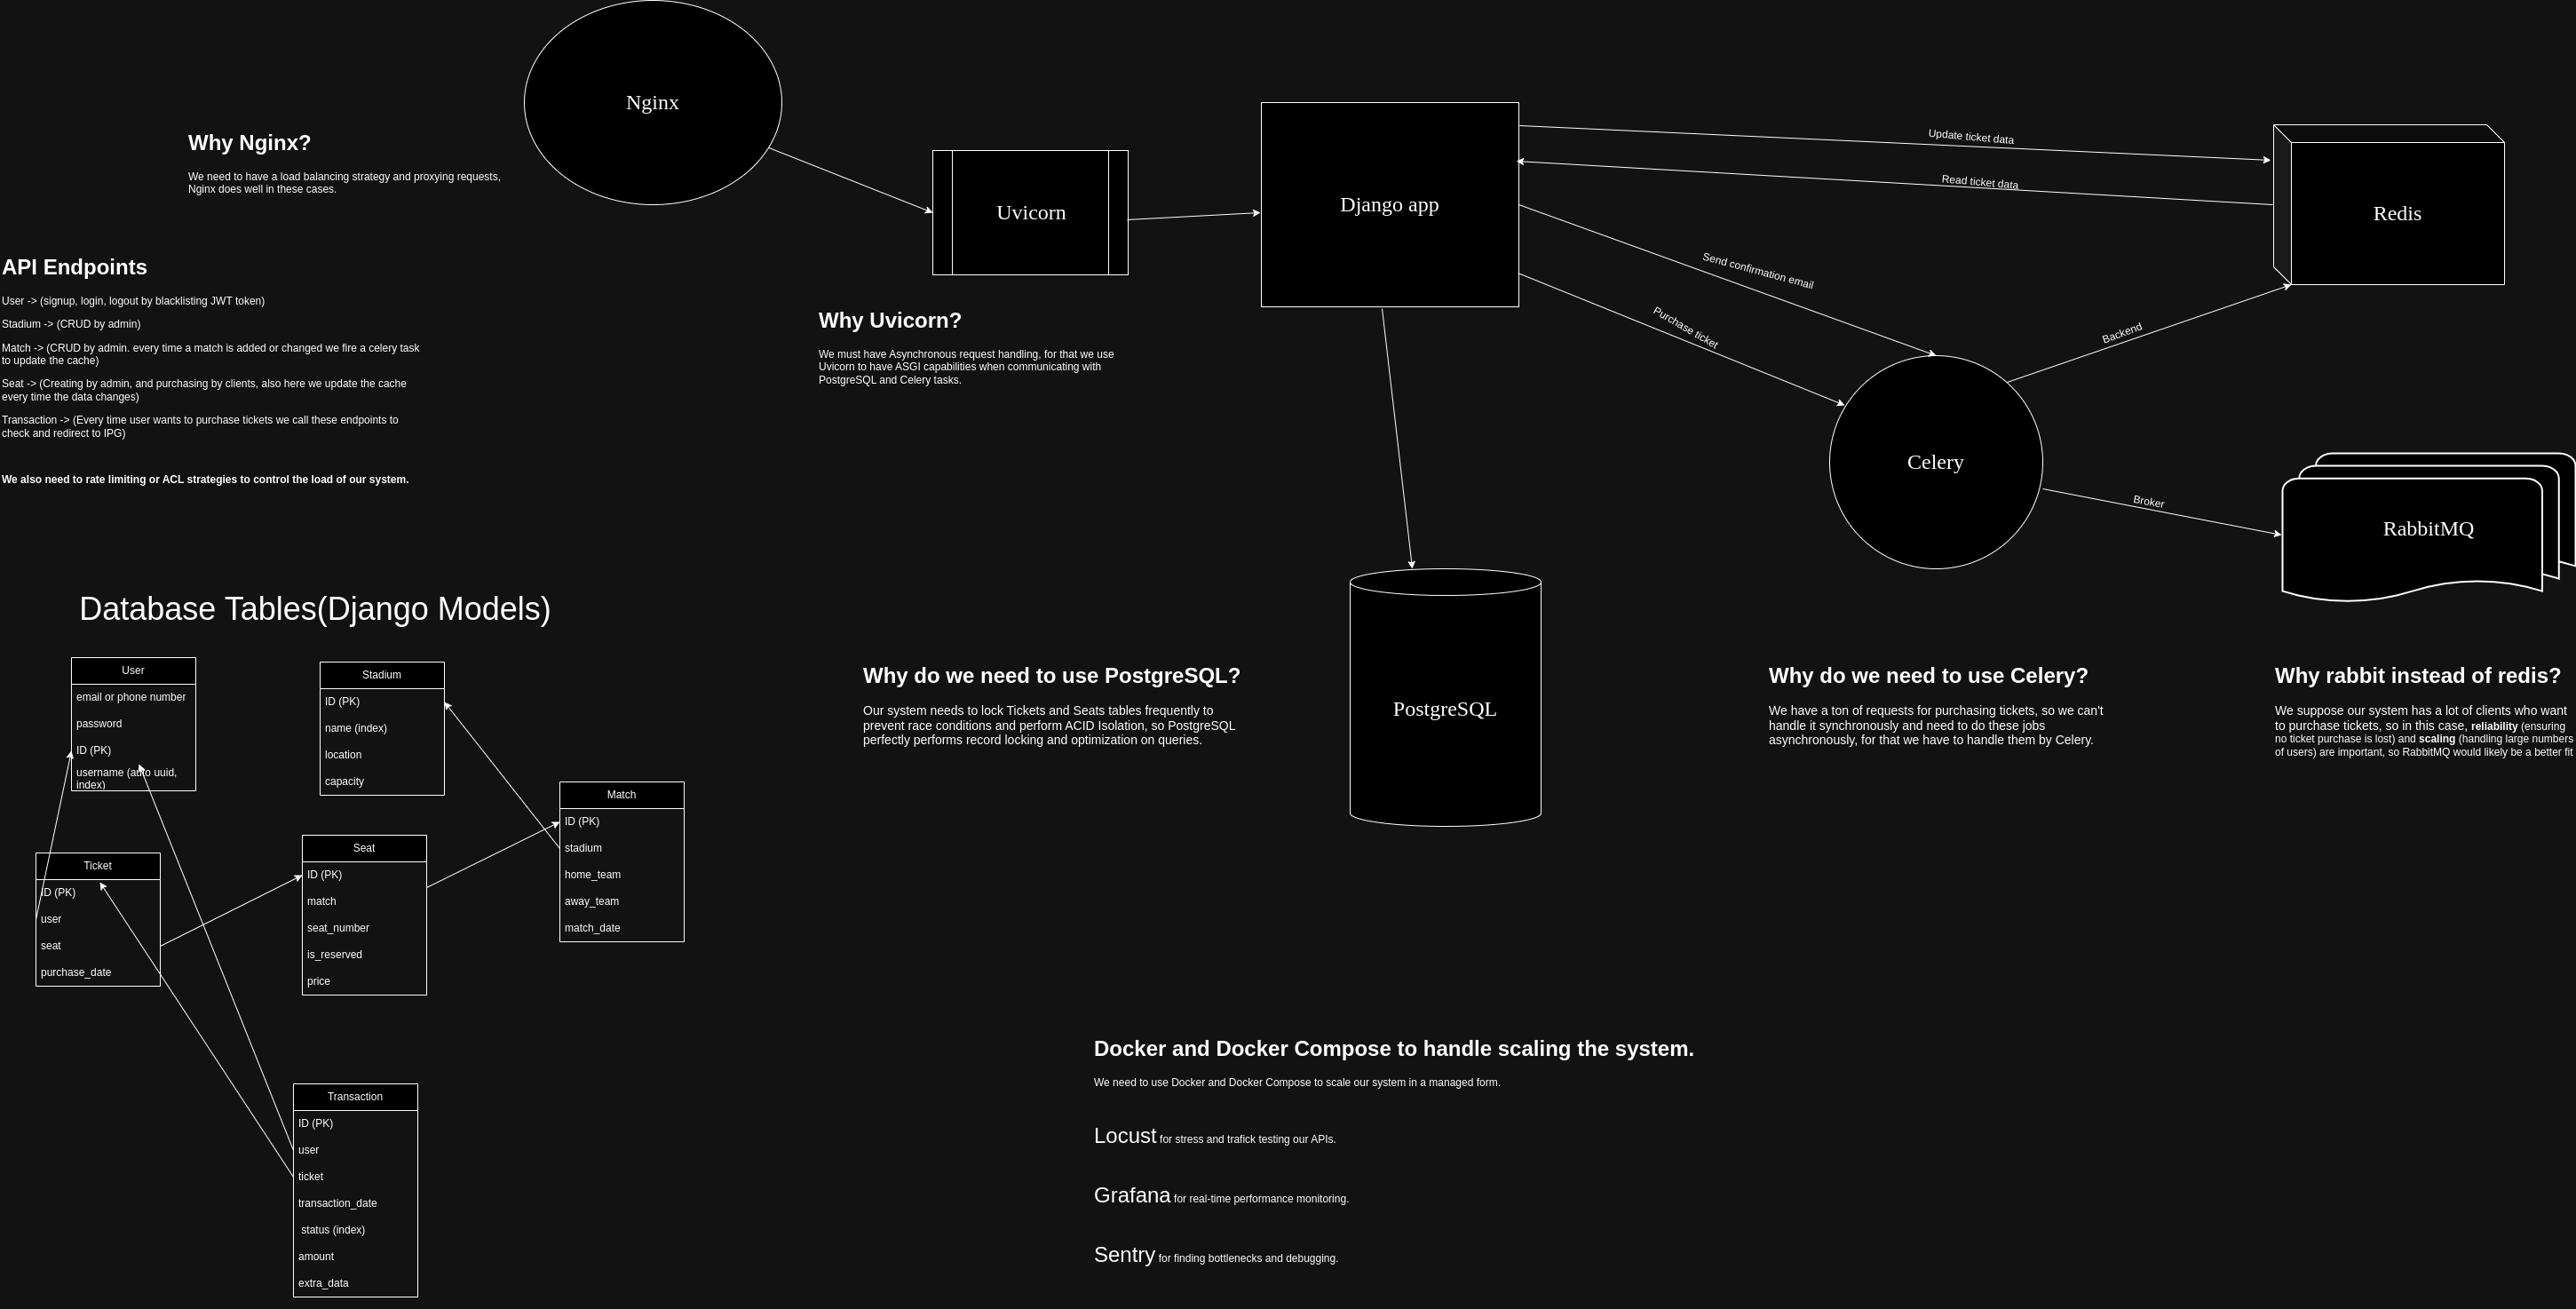 Nginx
Why Nginx?
We need to have a load balancing strategy and proxying requests,
Nginx does well in these cases.
Uvicorn
Why Uvicorn?
We must have Asynchronous request handling, for that we use
Uvicorn to have ASGI capabilities when communicating with
PostgreSQL and Celery tasks.
Django app
Update ticket data
Read ticket data
Send confirmation email
Purchase ticket
Redis
Backend
Celery
Broker
RabbitMQ
API Endpoints
User -> (signup, login, logout by blacklisting JWT token)
Stadium -> (CRUD by admin)
Match -> (CRUD by admin. every time a match is added or changed we fire a celery task
to update the cache)
Seat -> (Creating by admin, and purchasing by clients, also here we update the cache
every time the data changes)
Transaction -> (Every time user wants to purchase tickets we call these endpoints to
check and redirect to IPG)
We also need to rate limiting or ACL strategies to control the load of our system.
PostgreSQL
Why do we need to use PostgreSQL?
Our system needs to lock Tickets and Seats tables frequently to
prevent race conditions and perform ACID Isolation, so PostgreSQL
perfectly performs record locking and optimization on queries.
Why do we need to use Celery?
We have a ton of requests for purchasing tickets, so we can't
handle it synchronously and need to do these jobs
asynchronously, for that we have to handle them by Celery.
Why rabbit instead of redis?
We suppose our system has a lot of clients who want
to purchase tickets, so in this case, reliability (ensuring
no ticket purchase is lost) and scaling (handling large numbers
of users) are important, so RabbitMQ would likely be a better fit
Database Tables(Django Models)
User
email or phone number
password
ID (PK)
username (auto uuid,
index)
Stadium
ID (PK)
name (index)
location
capacity
Match
ID (PK)
stadium
home_team
away_team
match_date
Ticket
ID (PK)
user
seat
purchase_date
Seat
ID (PK)
match
seat_number
is_reserved
price
Transaction
ID (PK)
user
ticket
transaction_date
status (index)
amount
extra_data
Docker and Docker Compose to handle scaling the system.
We need to use Docker and Docker Compose to scale our system in a managed form.
Locust for stress and trafick testing our APIs.
Grafana for real-time performance monitoring.
Sentry for finding bottlenecks and debugging.